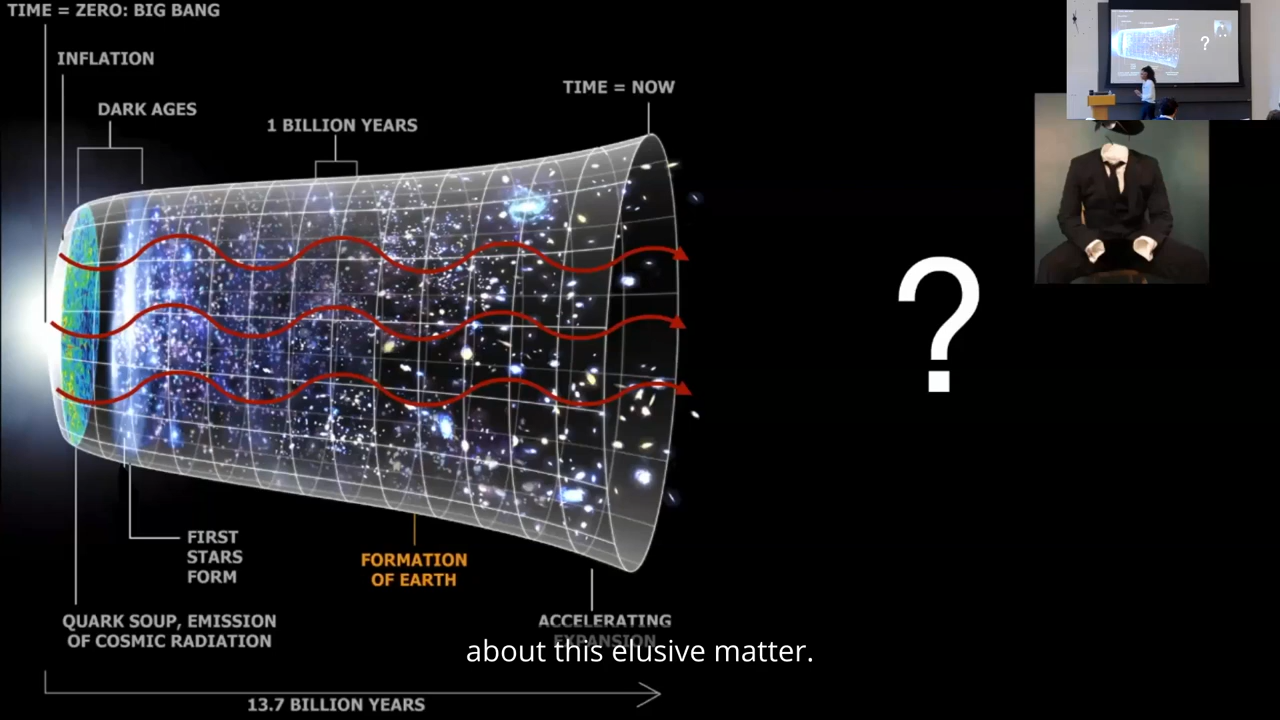 TIME = ZERO: BIG BANG
INFLATION
DARK AGES
1 BILLION YEARS
TIME = NOW
?
FIRST
STARS
FORM
FORMATION
OF EARTH
QUARK SOUP, EMISSION
OF COSMIC RADIATION
ACCELERATING
EXPANSION
about this elusive matter.
13.7 BILLION YEARS
?